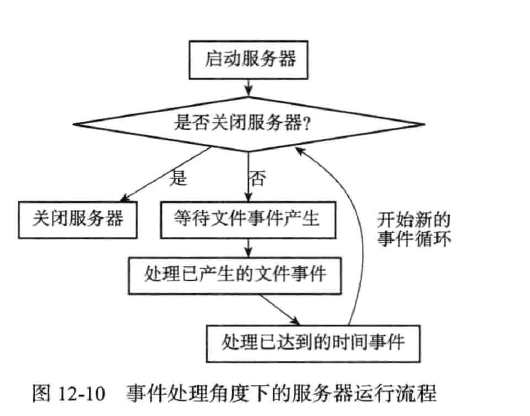 启动服务器
是否关闭服务器?
是
否
关闭服务器
等待文件事件产生
开始新的
事件循环
处理已产生的文件事件
处理已达到的时间事件
图 12-10 事件处理角度下的服务器运行流程